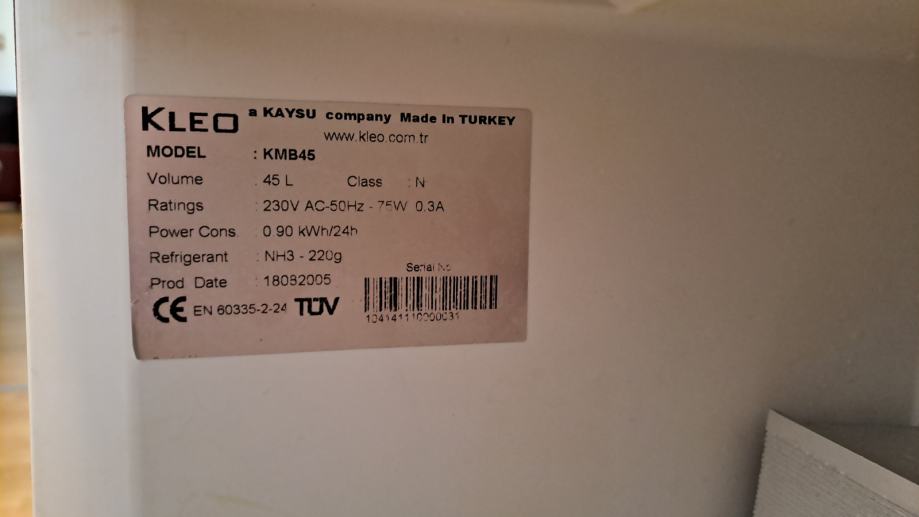 KLEO a KAYSU company Made In TURKEY
www.kleo.com.tr
MODEL : KMB45
Volume : 45 L Class : N
Ratings : 230V AC-50Hz - 75W 0.3A
Power Cons. : 0.90 kWh/24h
Refrigerant : NH3 - 220g
Serial No
Prod Date : 18082005
CE EN 60335-2-24 TÜV